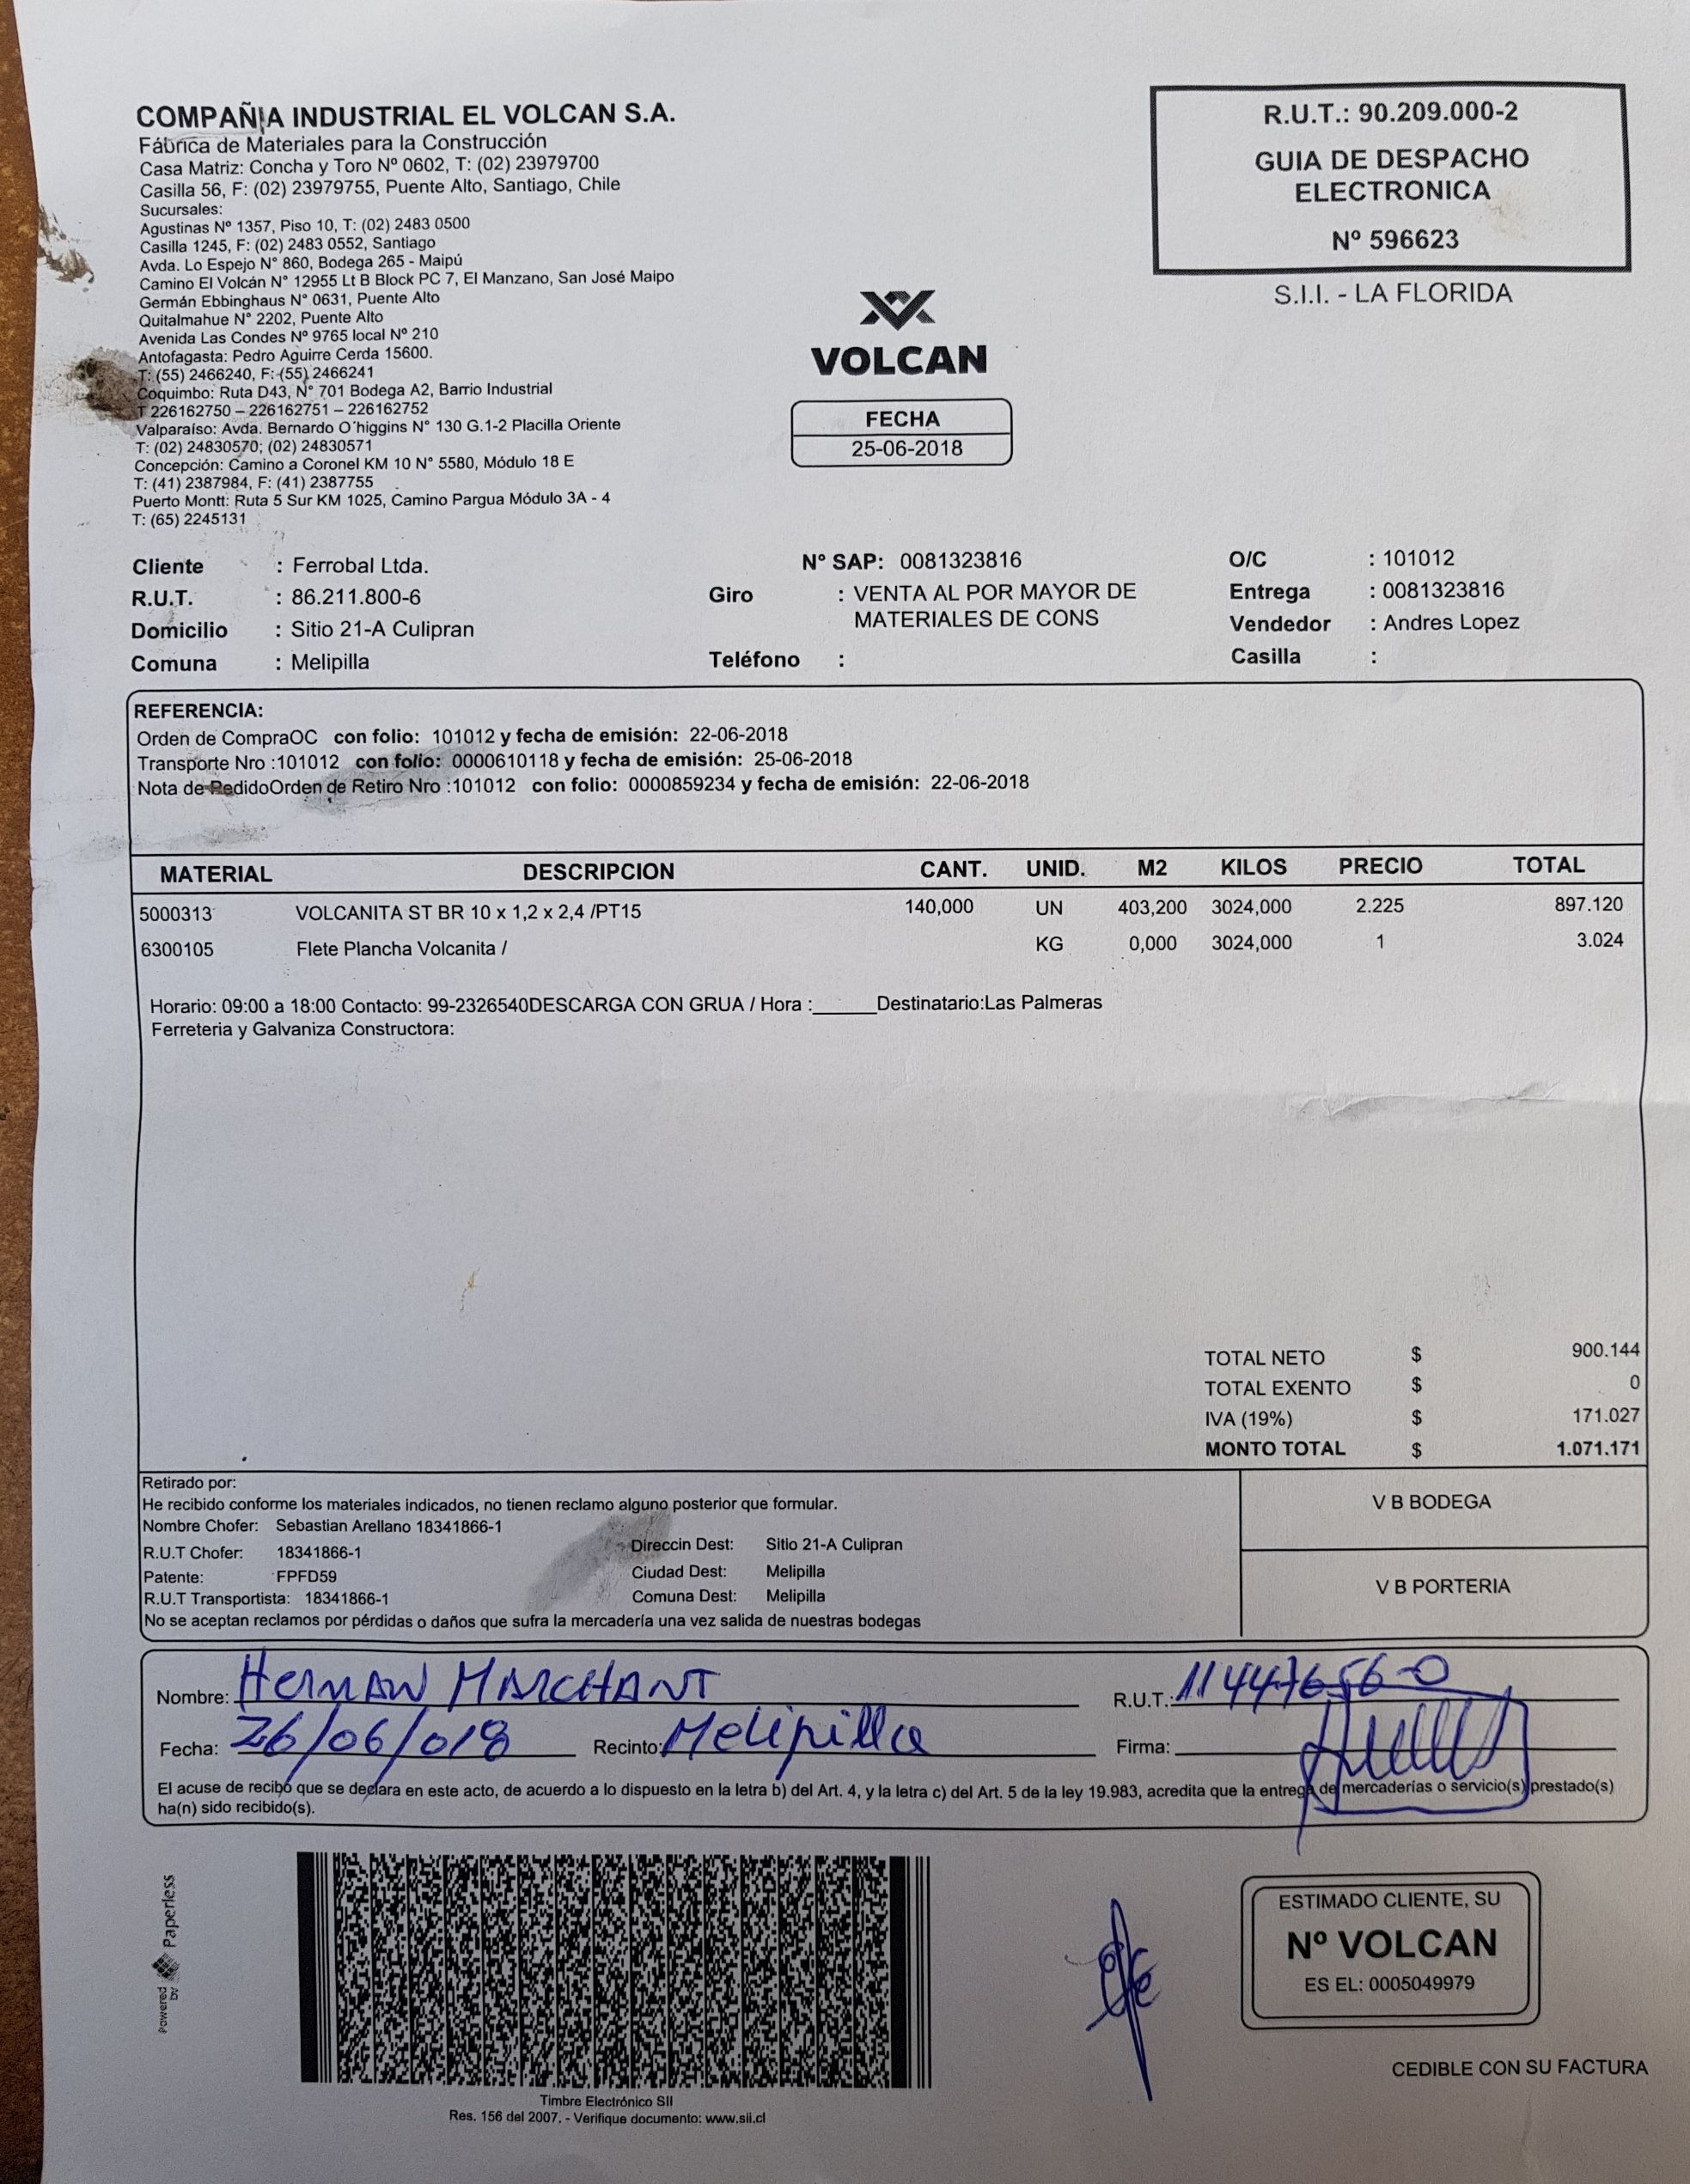 COMPAÑIA INDUSTRIAL EL VOLCAN S.A.
Fábrica de Materiales para la Construcción
Casa Matriz: Concha y Toro Nº 0602, T: (02) 23979700
Casilla 56, F: (02) 23979755, Puente Alto, Santiago, Chile
Sucursales:
Agustinas Nº 1357, Piso 10, T: (02) 2483 0500
Casilla 1245, F: (02) 2483 0552, Santiago
Avda. Lo Espejo N° 860, Bodega 265 - Maipú
Camino El Volcán N° 12955 Lt B Block PC 7, El Manzano, San José Maipo
Germán Ebbinghaus N° 0631, Puente Alto
Quitalmahue N° 2202, Puente Alto
Avenida Las Condes Nº 9765 local Nº 210
Antofagasta: Pedro Aguirre Cerda 15600.
T: (55) 2466240, F: (55) 2466241
Coquimbo: Ruta D43, N° 701 Bodega A2, Barrio Industrial
T 226162750 – 226162751 – 226162752
Valparaíso: Avda. Bernardo O´higgins N° 130 G.1-2 Placilla Oriente
T: (02) 24830570; (02) 24830571
Concepción: Camino a Coronel KM 10 N° 5580, Módulo 18 E
T: (41) 2387984, F: (41) 2387755
Puerto Montt: Ruta 5 Sur KM 1025, Camino Pargua Módulo 3A - 4
T: (65) 2245131
VOLCAN
FECHA
25-06-2018
R.U.T.: 90.209.000-2
GUIA DE DESPACHO
ELECTRONICA
Nº 596623
S.I.I. - LA FLORIDA
Cliente : Ferrobal Ltda. Nº SAP: 0081323816 O/C : 101012
R.U.T. : 86.211.800-6 Giro : VENTA AL POR MAYOR DE Entrega : 0081323816
Domicilio : Sitio 21-A Culipran MATERIALES DE CONS Vendedor : Andres Lopez
Comuna : Melipilla Teléfono : Casilla :
REFERENCIA:
Orden de CompraOC con folio: 101012 y fecha de emisión: 22-06-2018
Transporte Nro :101012 con folio: 0000610118 y fecha de emisión: 25-06-2018
Nota de PedidoOrden de Retiro Nro :101012 con folio: 0000859234 y fecha de emisión: 22-06-2018
MATERIAL DESCRIPCION CANT. UNID. M2 KILOS PRECIO TOTAL
5000313 VOLCANITA ST BR 10 x 1,2 x 2,4 /PT15 140,000 UN 403,200 3024,000 2.225 897.120
6300105 Flete Plancha Volcanita / KG 0,000 3024,000 1 3.024
Horario: 09:00 a 18:00 Contacto: 99-2326540DESCARGA CON GRUA / Hora :______Destinatario:Las Palmeras
Ferreteria y Galvaniza Constructora:
TOTAL NETO $ 900.144
TOTAL EXENTO $ 0
IVA (19%) $ 171.027
MONTO TOTAL $ 1.071.171
Retirado por:
He recibido conforme los materiales indicados, no tienen reclamo alguno posterior que formular.
Nombre Chofer: Sebastian Arellano 18341866-1
R.U.T Chofer: 18341866-1 Direccin Dest: Sitio 21-A Culipran
Patente: FPFD59 Ciudad Dest: Melipilla
R.U.T Transportista: 18341866-1 Comuna Dest: Melipilla
No se aceptan reclamos por pérdidas o daños que sufra la mercadería una vez salida de nuestras bodegas
V B BODEGA
V B PORTERIA
Nombre: HERNAN MARCHANT R.U.T.: 11447656-0
Fecha: 26/06/018 Recinto: Melipilla Firma:
El acuse de recibo que se declara en este acto, de acuerdo a lo dispuesto en la letra b) del Art. 4, y la letra c) del Art. 5 de la ley 19.983, acredita que la entrega de mercaderías o servicio(s) prestado(s)
ha(n) sido recibido(s).
Powered by Paperless
Timbre Electrónico SII
Res. 156 del 2007. - Verifique documento: www.sii.cl
ESTIMADO CLIENTE, SU
Nº VOLCAN
ES EL: 0005049979
CEDIBLE CON SU FACTURA